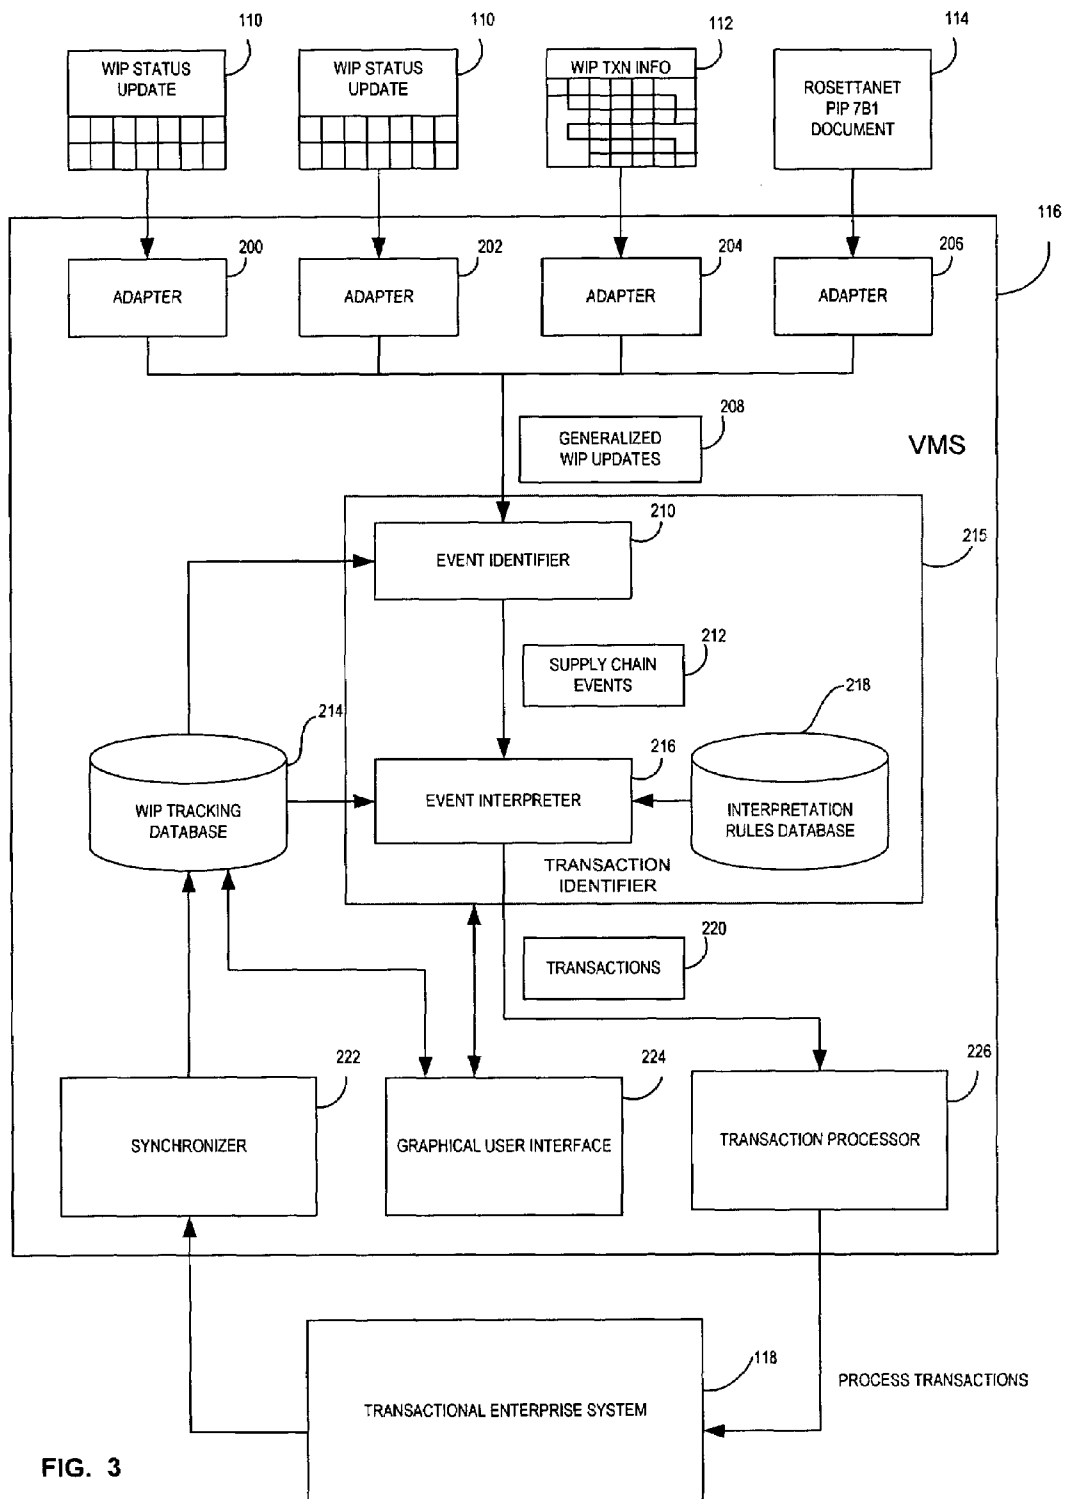 110
110
112
114
WIP STATUS
UPDATE
WIP STATUS
UPDATE
WIP TXN INFO
ROSETTANET
PIP 7B1
DOCUMENT
116
200
202
204
206
ADAPTER
ADAPTER
ADAPTER
ADAPTER
208
GENERALIZED
WIP UPDATES
VMS
210
215
EVENT IDENTIFIER
212
SUPPLY CHAIN
EVENTS
218
214
216
WIP TRACKING
DATABASE
EVENT INTERPRETER
INTERPRETATION
RULES DATABASE
TRANSACTION
IDENTIFIER
220
TRANSACTIONS
222
224
226
SYNCHRONIZER
GRAPHICAL USER INTERFACE
TRANSACTION PROCESSOR
118
PROCESS TRANSACTIONS
TRANSACTIONAL ENTERPRISE SYSTEM
FIG. 3